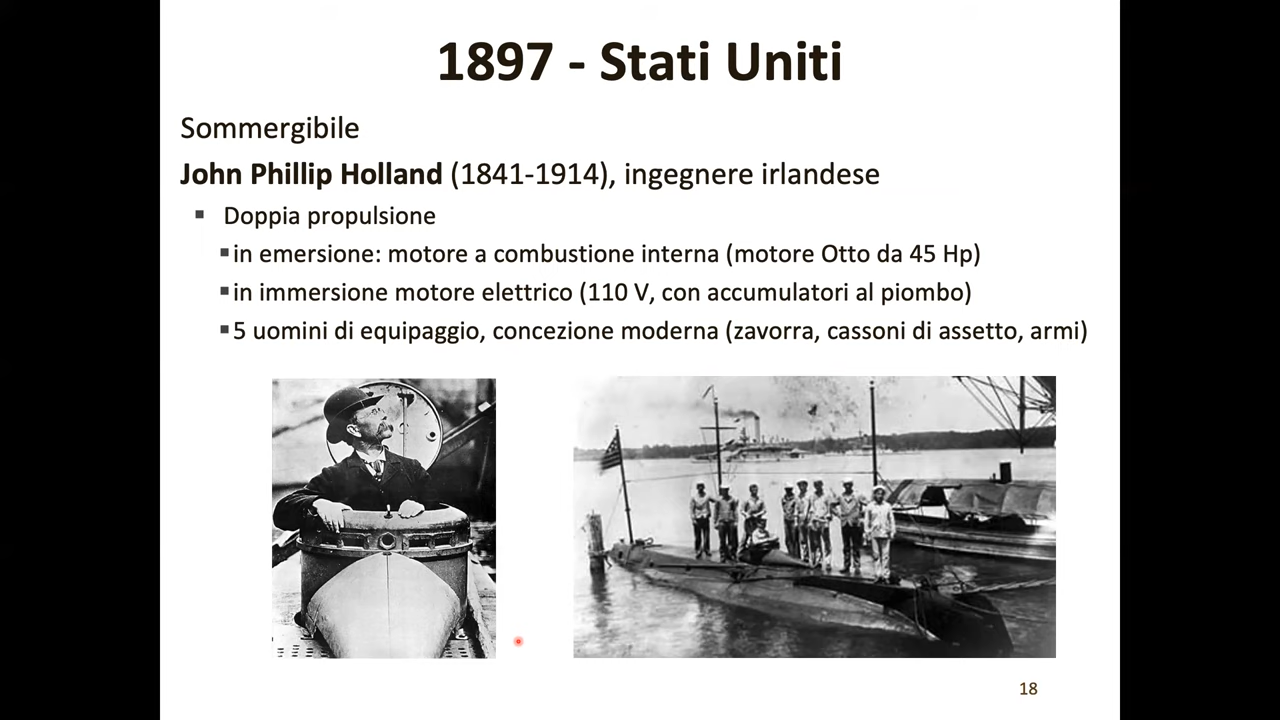 1897 - Stati Uniti
Sommergibile
John Phillip Holland (1841-1914), ingegnere irlandese
▪ Doppia propulsione
▪in emersione: motore a combustione interna (motore Otto da 45 Hp)
▪in immersione motore elettrico (110 V, con accumulatori al piombo)
▪5 uomini di equipaggio, concezione moderna (zavorra, cassoni di assetto, armi)
18